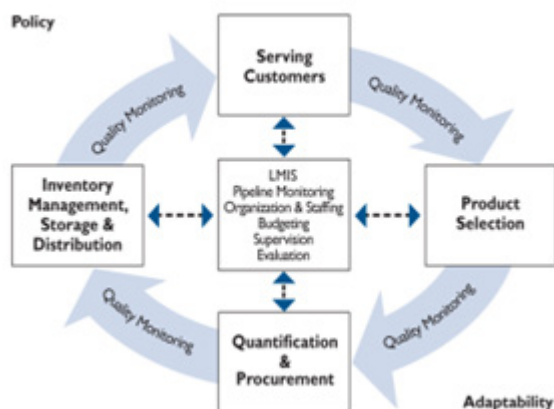 Policy
Serving
Customers
Quality Monitoring
Quality Monitoring
Inventory
Management,
Storage &
Distribution
LMIS
Pipeline Monitoring
Organization & Staffing
Budgeting
Supervision
Evaluation
Product
Selection
Quality Monitoring
Quality Monitoring
Quantification
&
Procurement
Adaptability